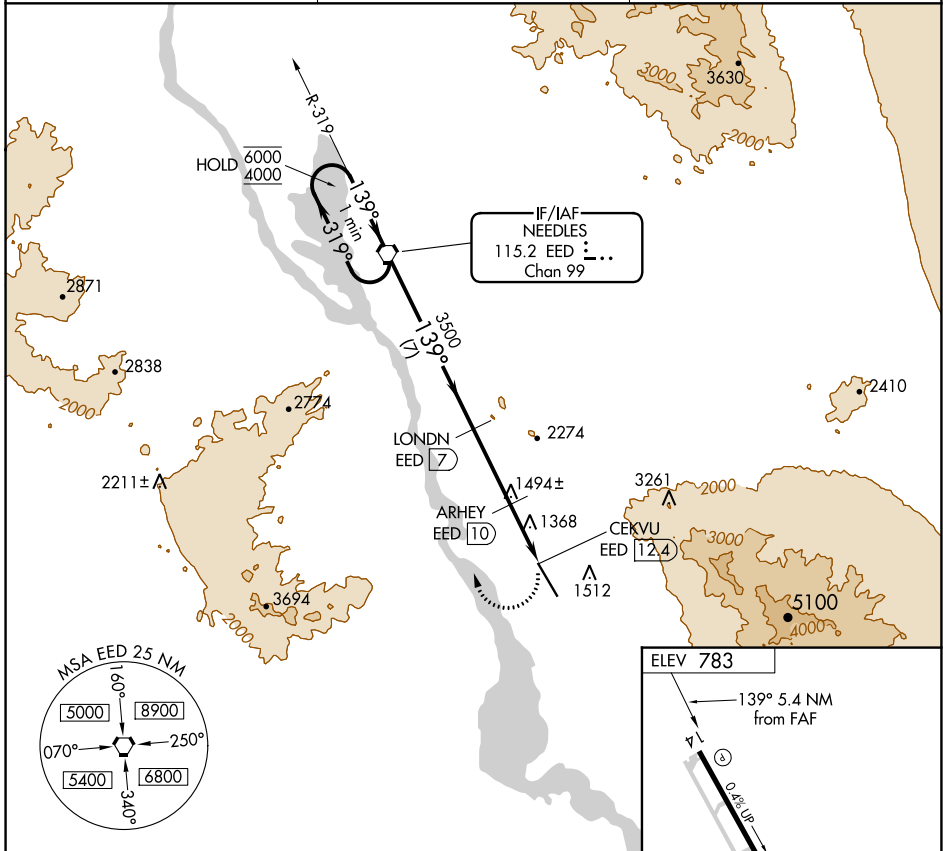 3630
3000
2000
R-319
HOLD 6000
4000
139°
1 min
319°
IF/IAF
NEEDLES
115.2 EED
Chan 99
2871
2838
2000
2774
3500
139°
(7)
2410
LONDN
EED 7
2274
2211±
1494±
3261
2000
ARHEY
EED 10
1368
CEKVU
EED 12.4
3000
1512
3694
2000
5100
4000
MSA EED 25 NM
160°
5000
8900
070°
250°
5400
6800
340°
ELEV 783
139° 5.4 NM
from FAF
14
P
0.4% UP